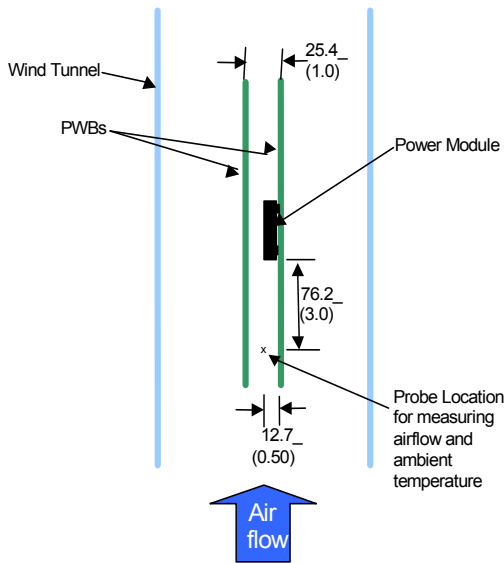 25.4_
(1.0)
Wind Tunnel
PWBs
Power Module
76.2_
(3.0)
x
Probe Location
for measuring
airflow and
ambient
temperature
12.7_
(0.50)
Air
flow